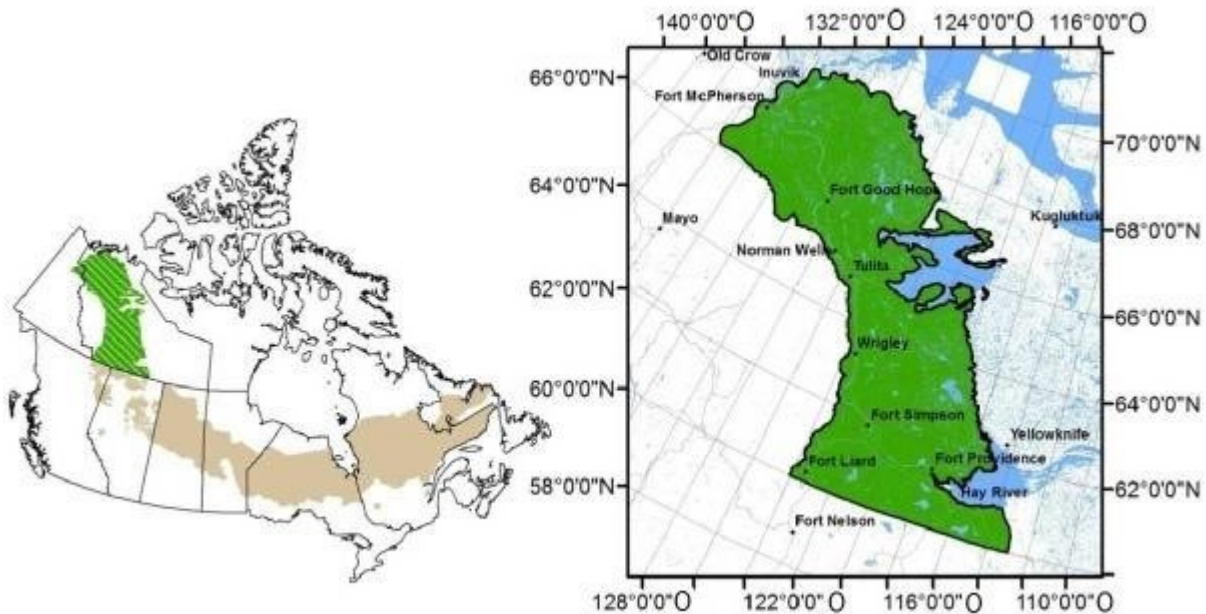 140°0'0"O 132°0'0"O 124°0'0"O 116°0'0"O
66°0'0"N
64°0'0"N
62°0'0"N
60°0'0"N
58°0'0"N
Old Crow
Inuvik
Fort McPherson
Fort Good Hope
Mayo
Kugluktuk
Norman Wells
Tulita
Wrigley
Fort Simpson
Yellowknife
Fort Liard
Fort Providence
Hay River
Fort Nelson
70°0'0"N
68°0'0"N
66°0'0"N
64°0'0"N
62°0'0"N
128°0'0"O 122°0'0"O 116°0'0"O 110°0'0"O